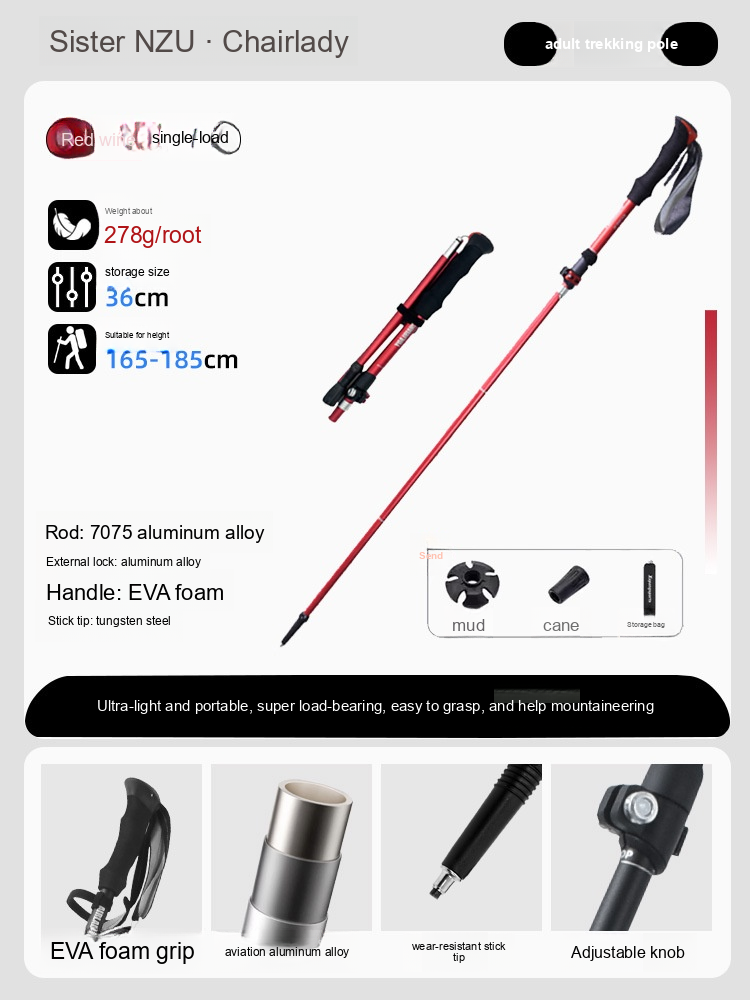 Sister NZU · Chairlady
adult trekking pole
Red wine
single-load
Weight about
278g/root
storage size
36cm
Suitable for height
165-185cm
Rod: 7075 aluminum alloy
External lock: aluminum alloy
Handle: EVA foam
Stick tip: tungsten steel
Send
mud
cane
Storage bag
Ultra-light and portable, super load-bearing, easy to grasp, and help mountaineering
EVA foam grip
aviation aluminum alloy
wear-resistant stick
tip
Adjustable knob